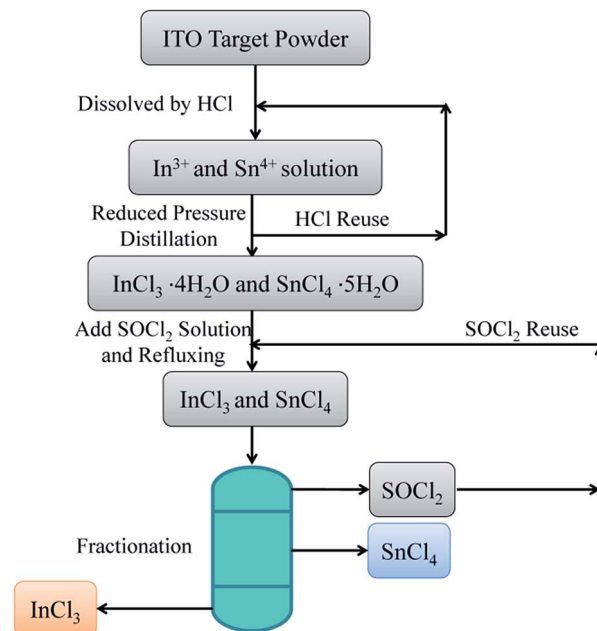 ITO Target Powder
Dissolved by HCl
In³⁺ and Sn⁴⁺ solution
Reduced Pressure
Distillation
HCl Reuse
InCl₃ ·4H₂O and SnCl₄ ·5H₂O
Add SOCl₂ Solution
and Refluxing
SOCl₂ Reuse
InCl₃ and SnCl₄
SOCl₂
Fractionation
SnCl₄
InCl₃